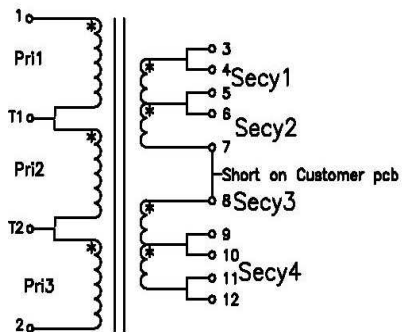 1
*
Pri1
T1
*
Pri2
T2
*
Pri3
2
*
3
4 Secy1
*
5
6 Secy2
7
Short on Customer pcb
*
8 Secy3
9
*
10
11 Secy4
12